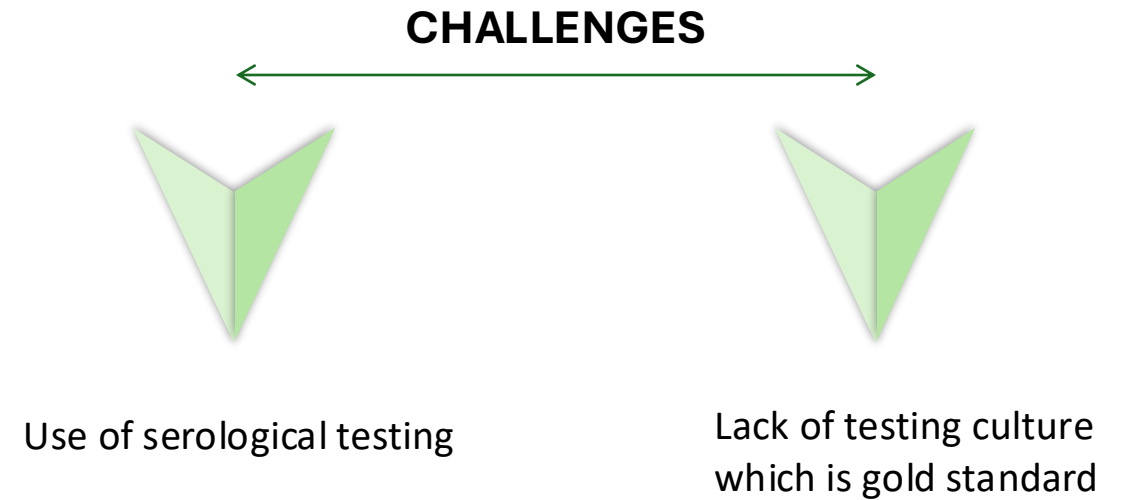 CHALLENGES
Use of serological testing
Lack of testing culture
which is gold standard